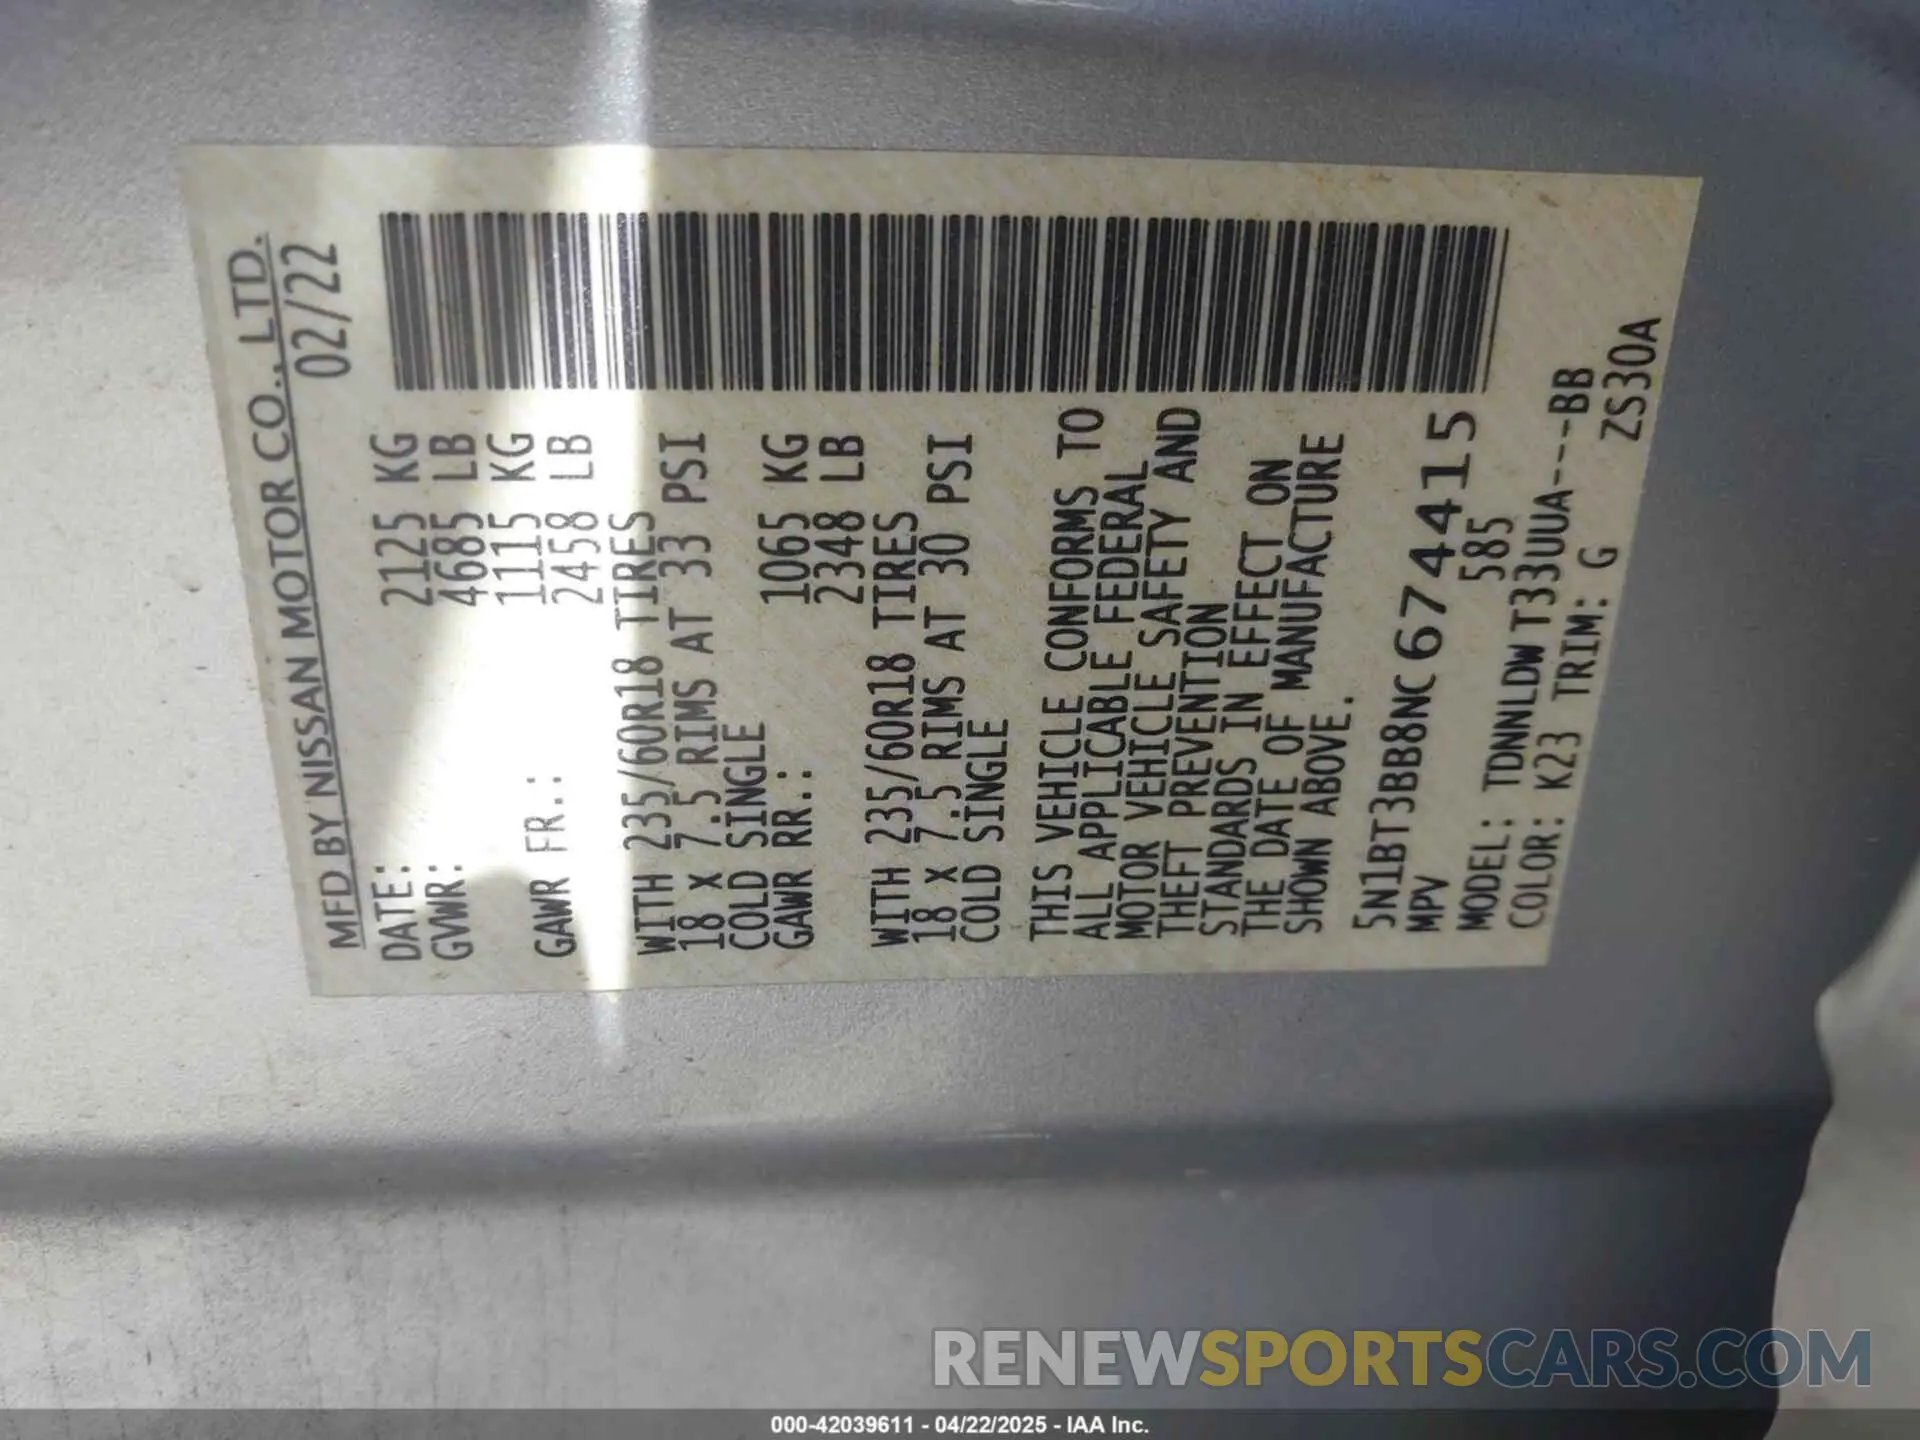 MFD BY NISSAN MOTOR CO., LTD.
DATE: 02/22
GVWR: 2125 KG
4685 LB
GAWR FR.: 1115 KG
2458 LB
WITH 235/60R18 TIRES
18 X 7.5 RIMS AT 33 PSI
COLD SINGLE
GAWR RR.: 1065 KG
2348 LB
WITH 235/60R18 TIRES
18 X 7.5 RIMS AT 30 PSI
COLD SINGLE
THIS VEHICLE CONFORMS TO
ALL APPLICABLE FEDERAL
MOTOR VEHICLE SAFETY AND
THEFT PREVENTION
STANDARDS IN EFFECT ON
THE DATE OF MANUFACTURE
SHOWN ABOVE.
5N1BT3BB8NC674415
MPV 585
MODEL: TDNNLDW T33UUA---BB
COLOR: K23 TRIM: G ZS30A
RENEWSPORTSCARS.COM
000-42039611 - 04/22/2025 - IAA Inc.